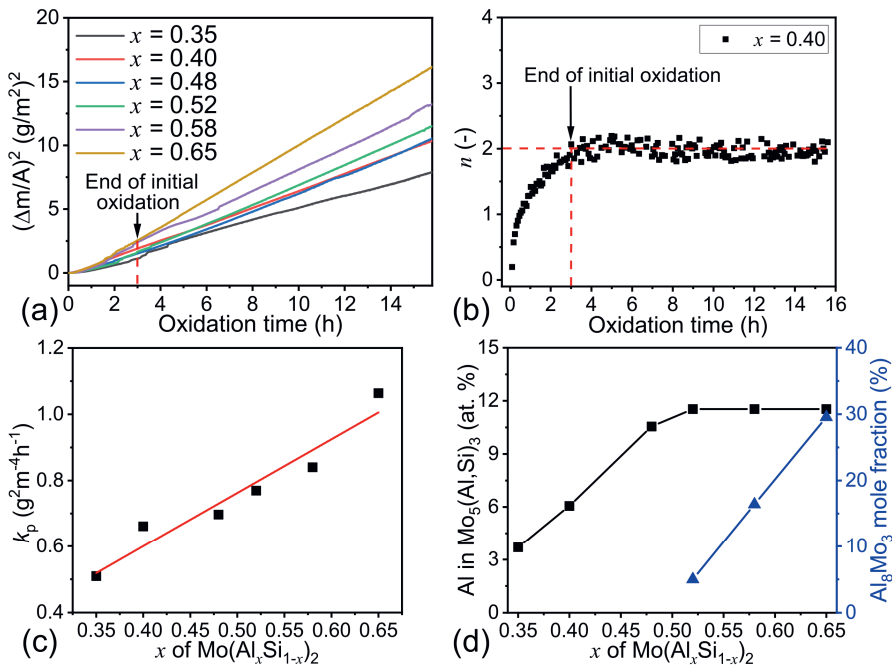 x = 0.35
x = 0.40
x = 0.48
x = 0.52
x = 0.58
x = 0.65
End of initial
oxidation
(Δm/A)² (g/m²)²
20
15
10
5
0
0 2 4 6 8 10 12 14
Oxidation time (h)
(a)
x = 0.40
End of initial oxidation
n (-)
4
3
2
1
0
0 2 4 6 8 10 12 14 16
Oxidation time (h)
(b)
kₚ (g²m⁻⁴h⁻¹)
1.2
1.0
0.8
0.6
0.4
0.35 0.40 0.45 0.50 0.55 0.60 0.65
x of Mo(AlₓSi₁₋ₓ)₂
(c)
Al in Mo₅(Al,Si)₃ (at. %)
15
12
9
6
3
0
Al₈Mo₃ mole fraction (%)
40
30
20
10
0
0.35 0.40 0.45 0.50 0.55 0.60 0.65
x of Mo(AlₓSi₁₋ₓ)₂
(d)